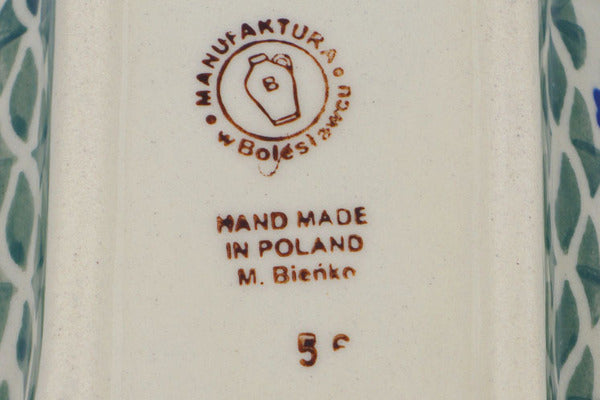 MANUFAKTURA
w Bolesławcu
B
HAND MADE
IN POLAND
M. Bieńko
5